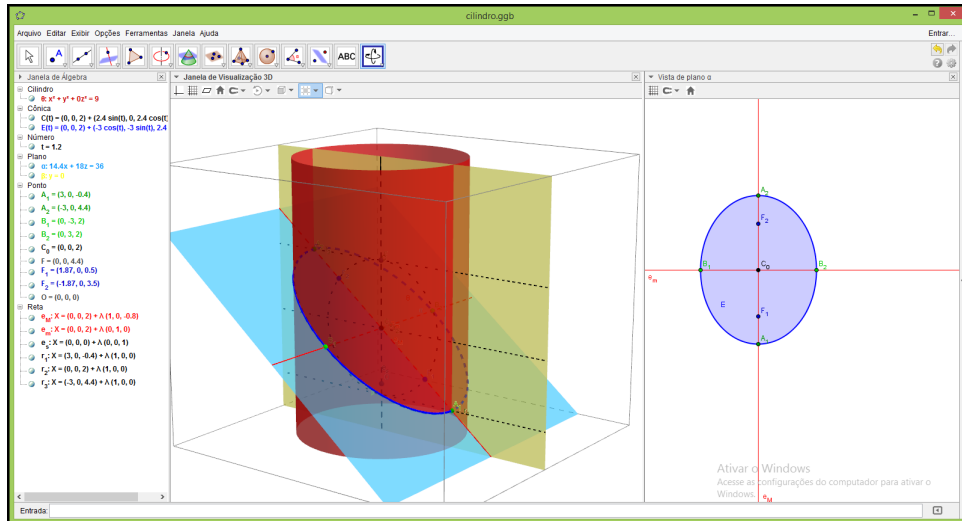 cilindro.ggb
Arquivo Editar Exibir Opções Ferramentas Janela Ajuda
Entrar...
ABC
Janela de Álgebra
Cilindro
θ: x² + y² + 0z² = 9
Cônica
C(t) = (0, 0, 2) + (2.4 sin(t), 0, 2.4 cos(t)
E(t) = (0, 0, 2) + (-3 cos(t), -3 sin(t), 2.4
Número
t = 1.2
Plano
α: 14.4x + 18z = 36
Ponto
A₁ = (3, 0, -0.4)
A₂ = (-3, 0, 4.4)
B₁ = (0, -3, 2)
B₂ = (0, 3, 2)
C₀ = (0, 0, 2)
F = (0, 0, 4.4)
F₁ = (1.87, 0, 0.5)
F₂ = (-1.87, 0, 3.5)
O = (0, 0, 0)
Reta
e_M: X = (0, 0, 2) + λ (1, 0, -0.8)
e_m: X = (0, 0, 2) + λ (0, 1, 0)
: X = (0, 0, 0) + λ (0, 0, 1)
r₁: X = (3, 0, -0.4) + λ (1, 0, 0)
r₂: X = (0, 0, 2) + λ (1, 0, 0)
r₃: X = (-3, 0, 4.4) + λ (1, 0, 0)
Janela de Visualização 3D
Vista de plano α
A₂
F₂
B₁
C₀
B₂
e_m
E
F₁
Ativar o Windows
Acesse as configurações do computador para ativar o
Windows.
e_M
Entrada: